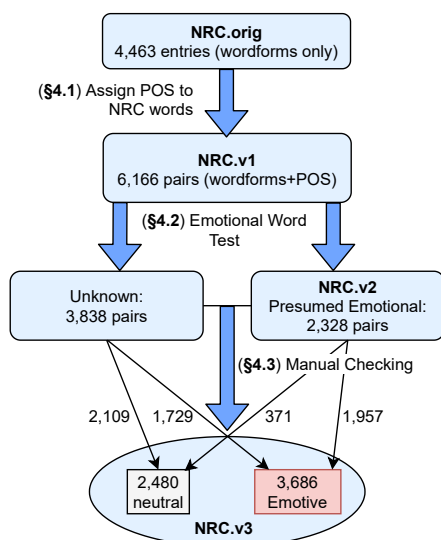 NRC.orig
4,463 entries (wordforms only)
(§4.1) Assign POS to
NRC words
NRC.v1
6,166 pairs (wordforms+POS)
(§4.2) Emotional Word
Test
Unknown:
3,838 pairs
NRC.v2
Presumed Emotional:
2,328 pairs
(§4.3) Manual Checking
2,109
1,729
371
1,957
2,480
neutral
3,686
Emotive
NRC.v3